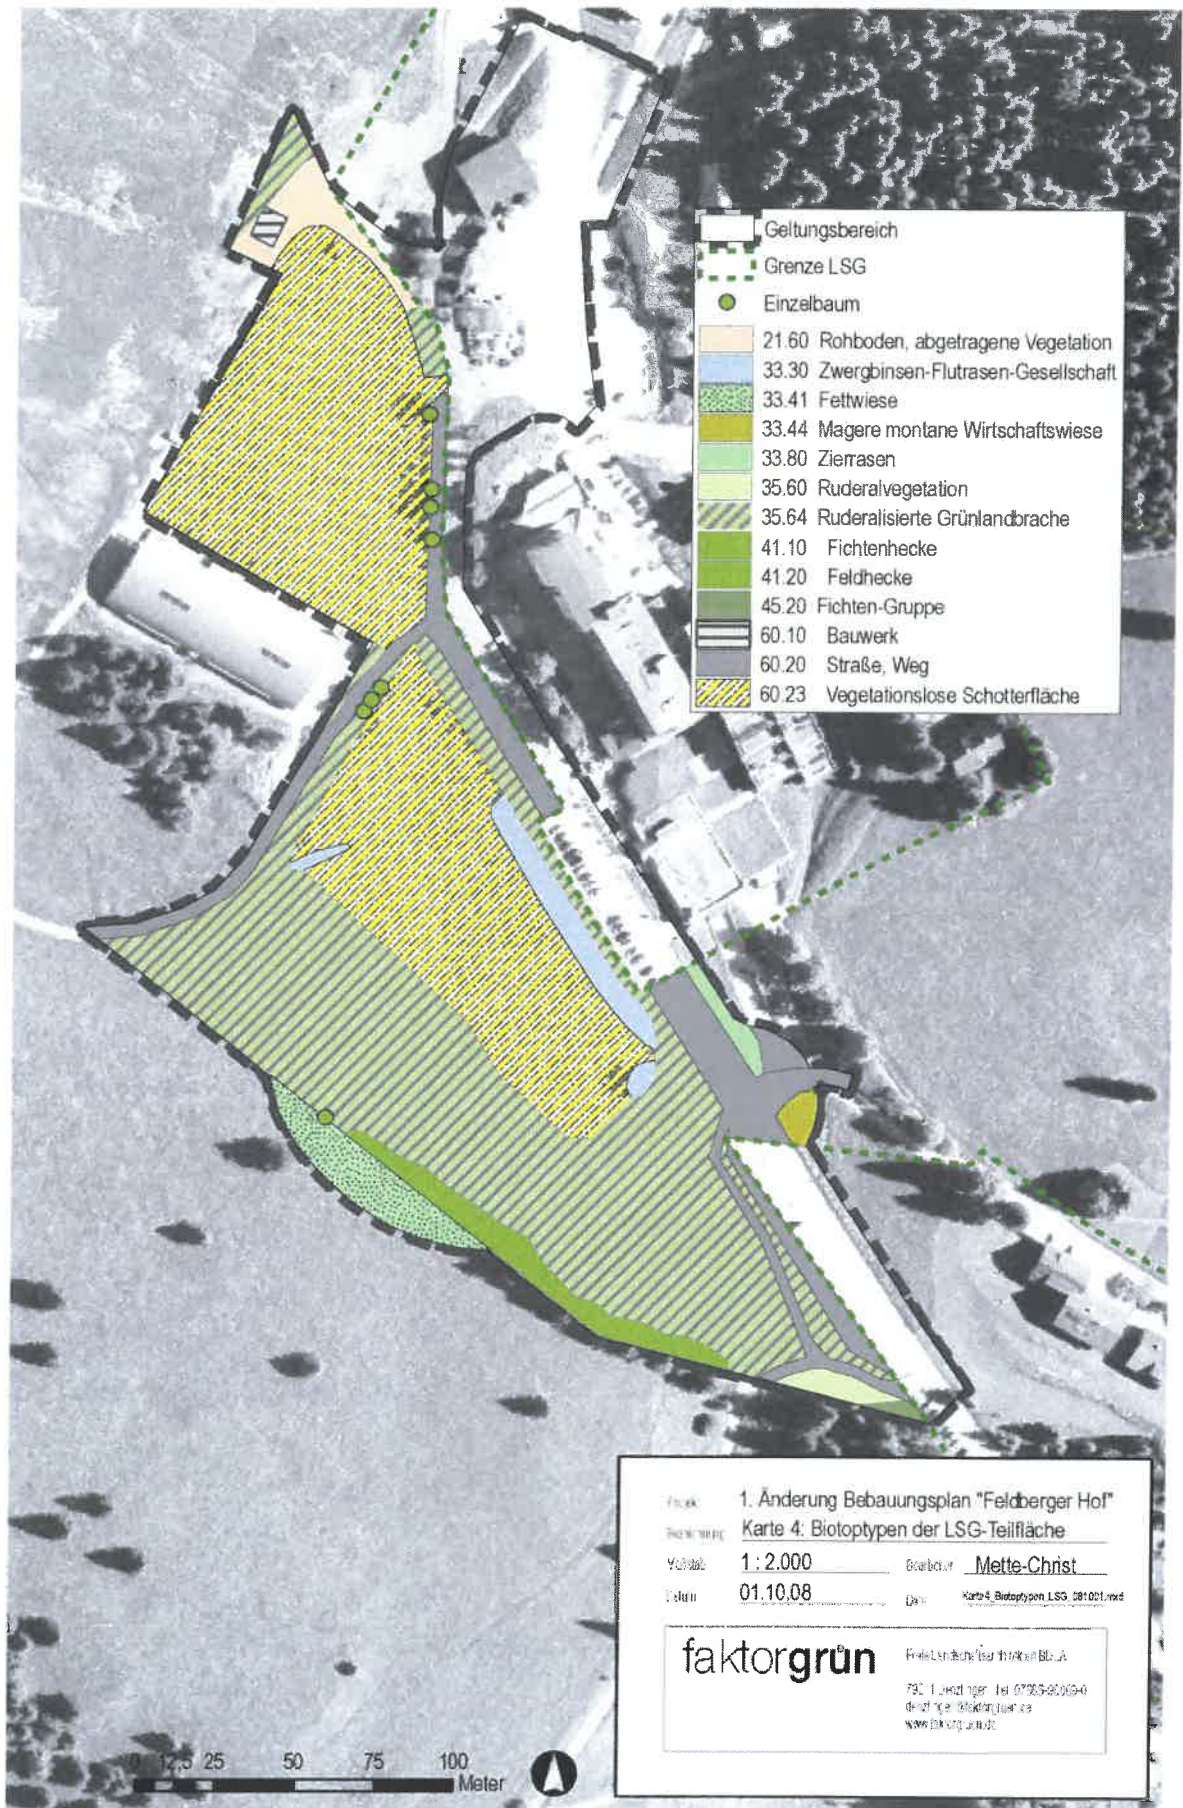 Geltungsbereich
Grenze LSG
Einzelbaum
21.60 Rohboden, abgetragene Vegetation
33.30 Zwergbinsen-Flutrasen-Gesellschaft
33.41 Fettwiese
33.44 Magere montane Wirtschaftswiese
33.80 Zierrasen
35.60 Ruderalvegetation
35.64 Ruderalisierte Grünlandbrache
41.10 Fichtenhecke
41.20 Feldhecke
45.20 Fichten-Gruppe
60.10 Bauwerk
60.20 Straße, Weg
60.23 Vegetationslose Schotterfläche
1. Änderung Bebauungsplan "Feldberger Hof"
Karte 4: Biotoptypen der LSG-Teilfläche
1 : 2.000 Mette-Christ
01.10.08 Karte4_Biotoptypen_LSG_081001.mxd
faktorgrün
0 12,5 25 50 75 100
Meter